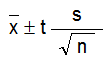 x̄ ± t s/√n